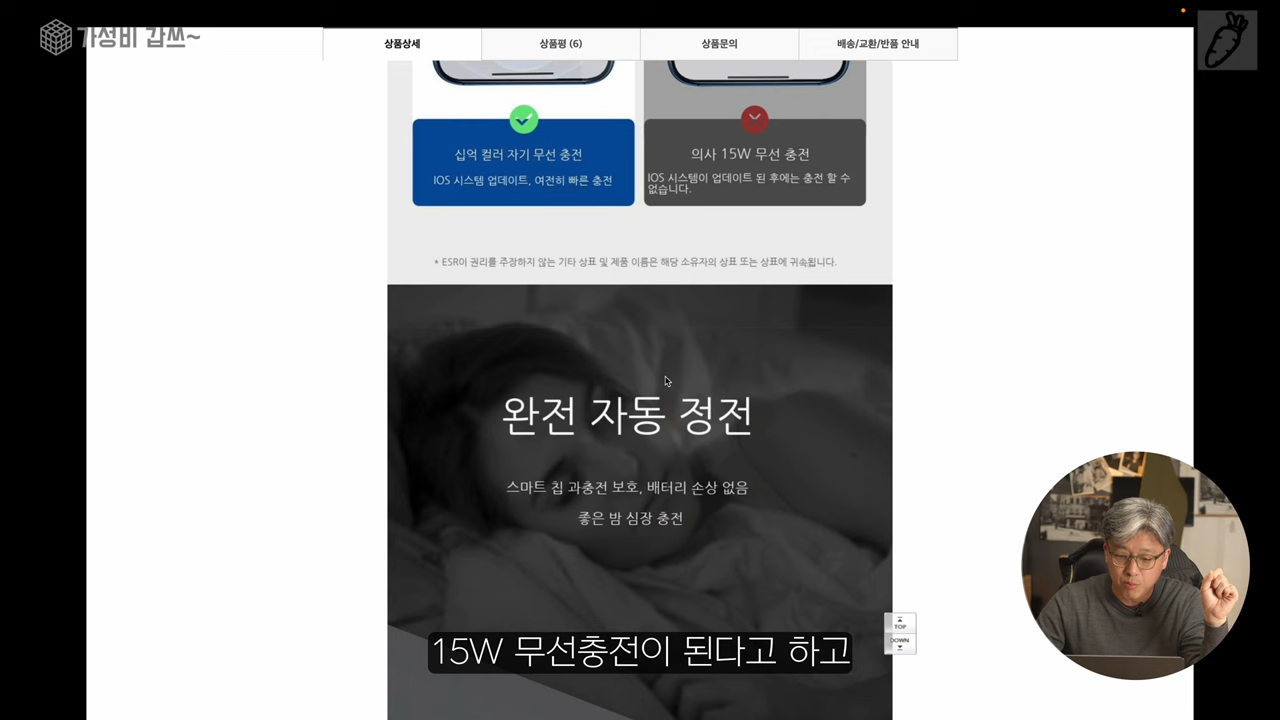 가성비 갑쓰~
상품상세
상품평 (6)
상품문의
배송/교환/반품 안내
십억 컬러 자기 무선 충전
IOS 시스템 업데이트, 여전히 빠른 충전
의사 15W 무선 충전
IOS 시스템이 업데이트 된 후에는 충전 할 수
없습니다.
* ESR이 권리를 주장하지 않는 기타 상표 및 제품 이름은 해당 소유자의 상표 또는 상표에 귀속됩니다.
완전 자동 정전
스마트 칩 과충전 보호, 배터리 손상 없음
좋은 밤 심장 충전
TOP
DOWN
15W 무선충전이 된다고 하고